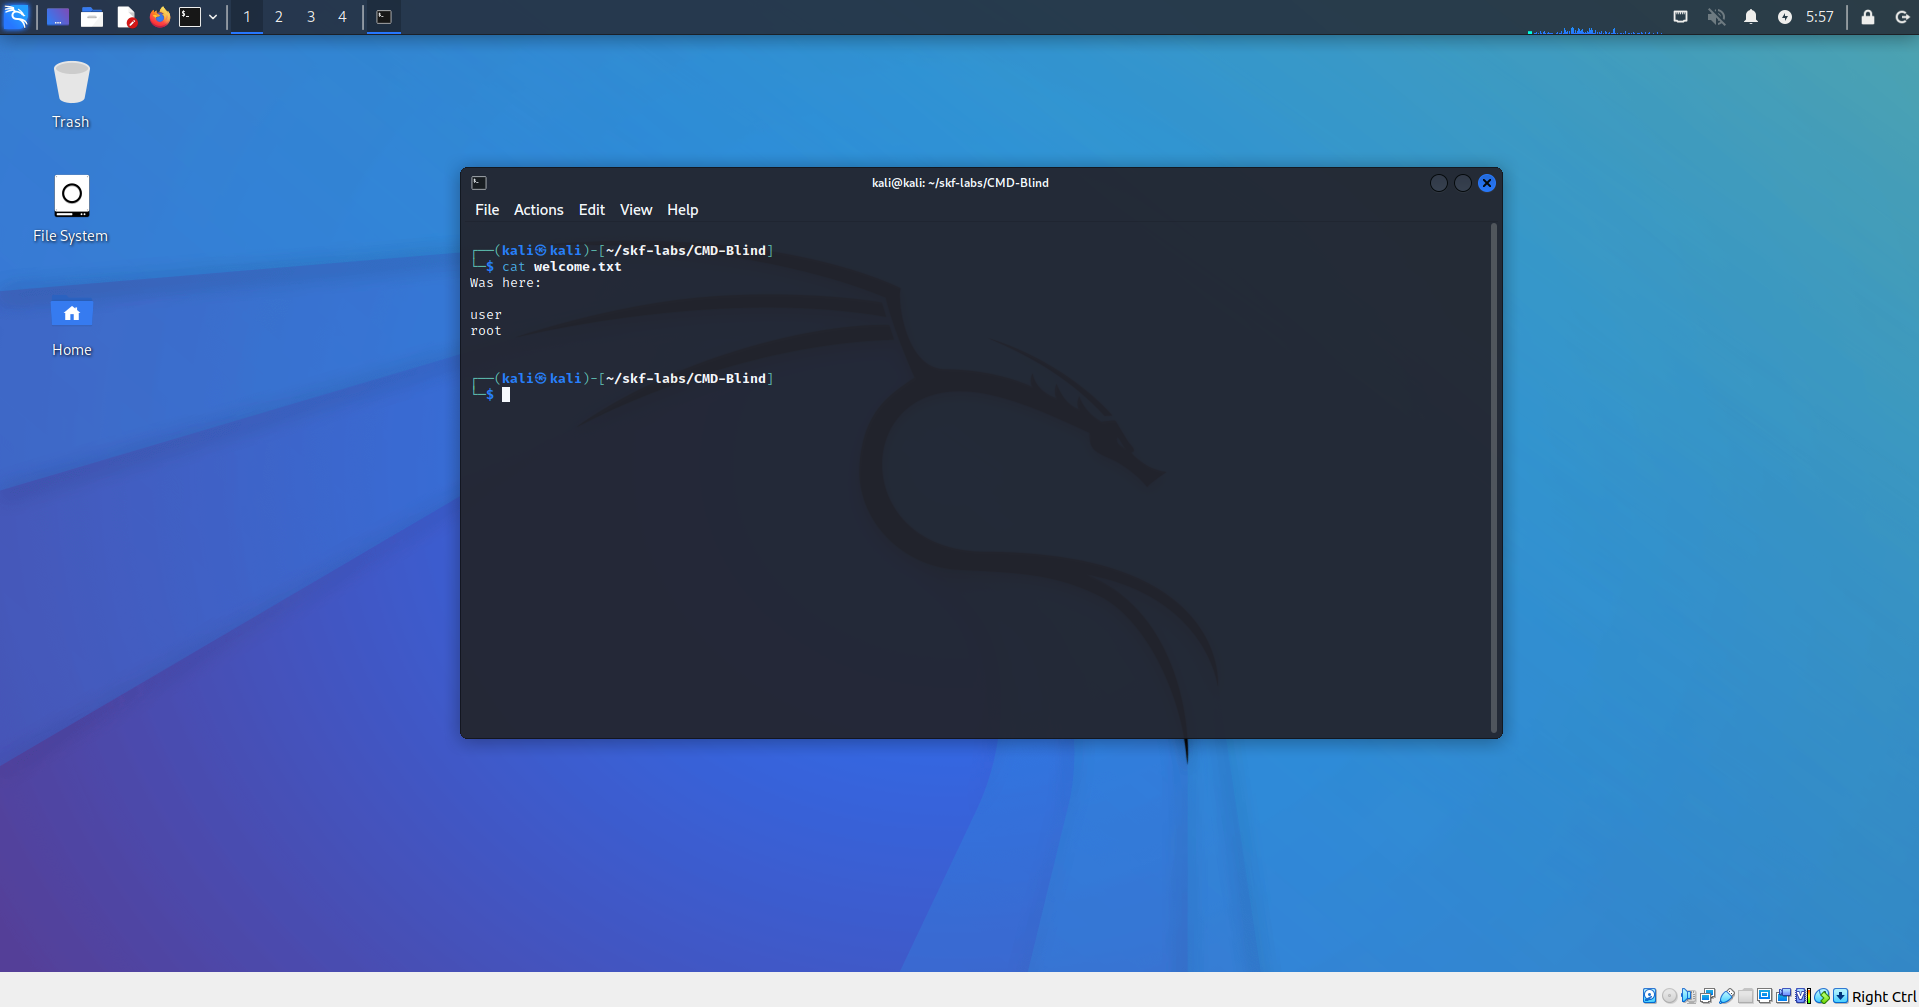 1 2 3 4 5:57
Trash
File System
Home
kali@kali: ~/skf-labs/CMD-Blind
File Actions Edit View Help
┌──(kali㉿kali)-[~/skf-labs/CMD-Blind]
└─$ cat welcome.txt
Was here:
user
root
┌──(kali㉿kali)-[~/skf-labs/CMD-Blind]
└─$
Right Ctrl